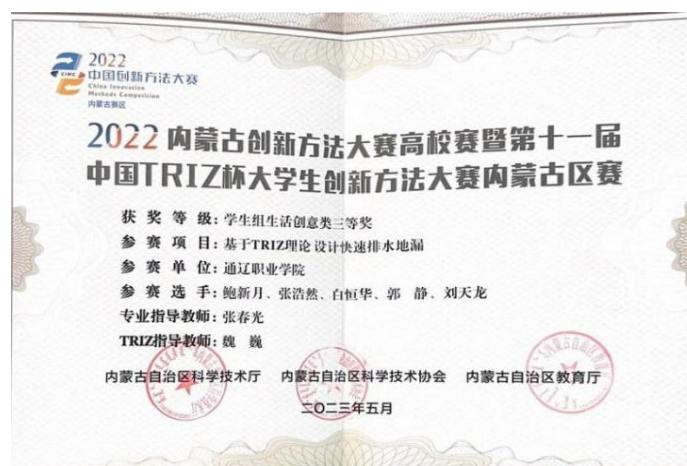 2022
中国创新方法大赛
China Innovation
Methods Competition
内蒙古赛区
CIMC
2022内蒙古创新方法大赛高校赛暨第十一届
中国TRIZ杯大学生创新方法大赛内蒙古区赛
获奖等级：学生组生活创意类三等奖
参赛项目：基于TRIZ理论设计快速排水地漏
参赛单位：通辽职业学院
参赛选手：鲍新月、张浩然、白恒华、郭 静、刘天龙
专业指导教师：张春光
TRIZ指导教师：魏 巍
内蒙古自治区科学技术厅 内蒙古自治区科学技术协会 内蒙古自治区教育厅
二〇二三年五月